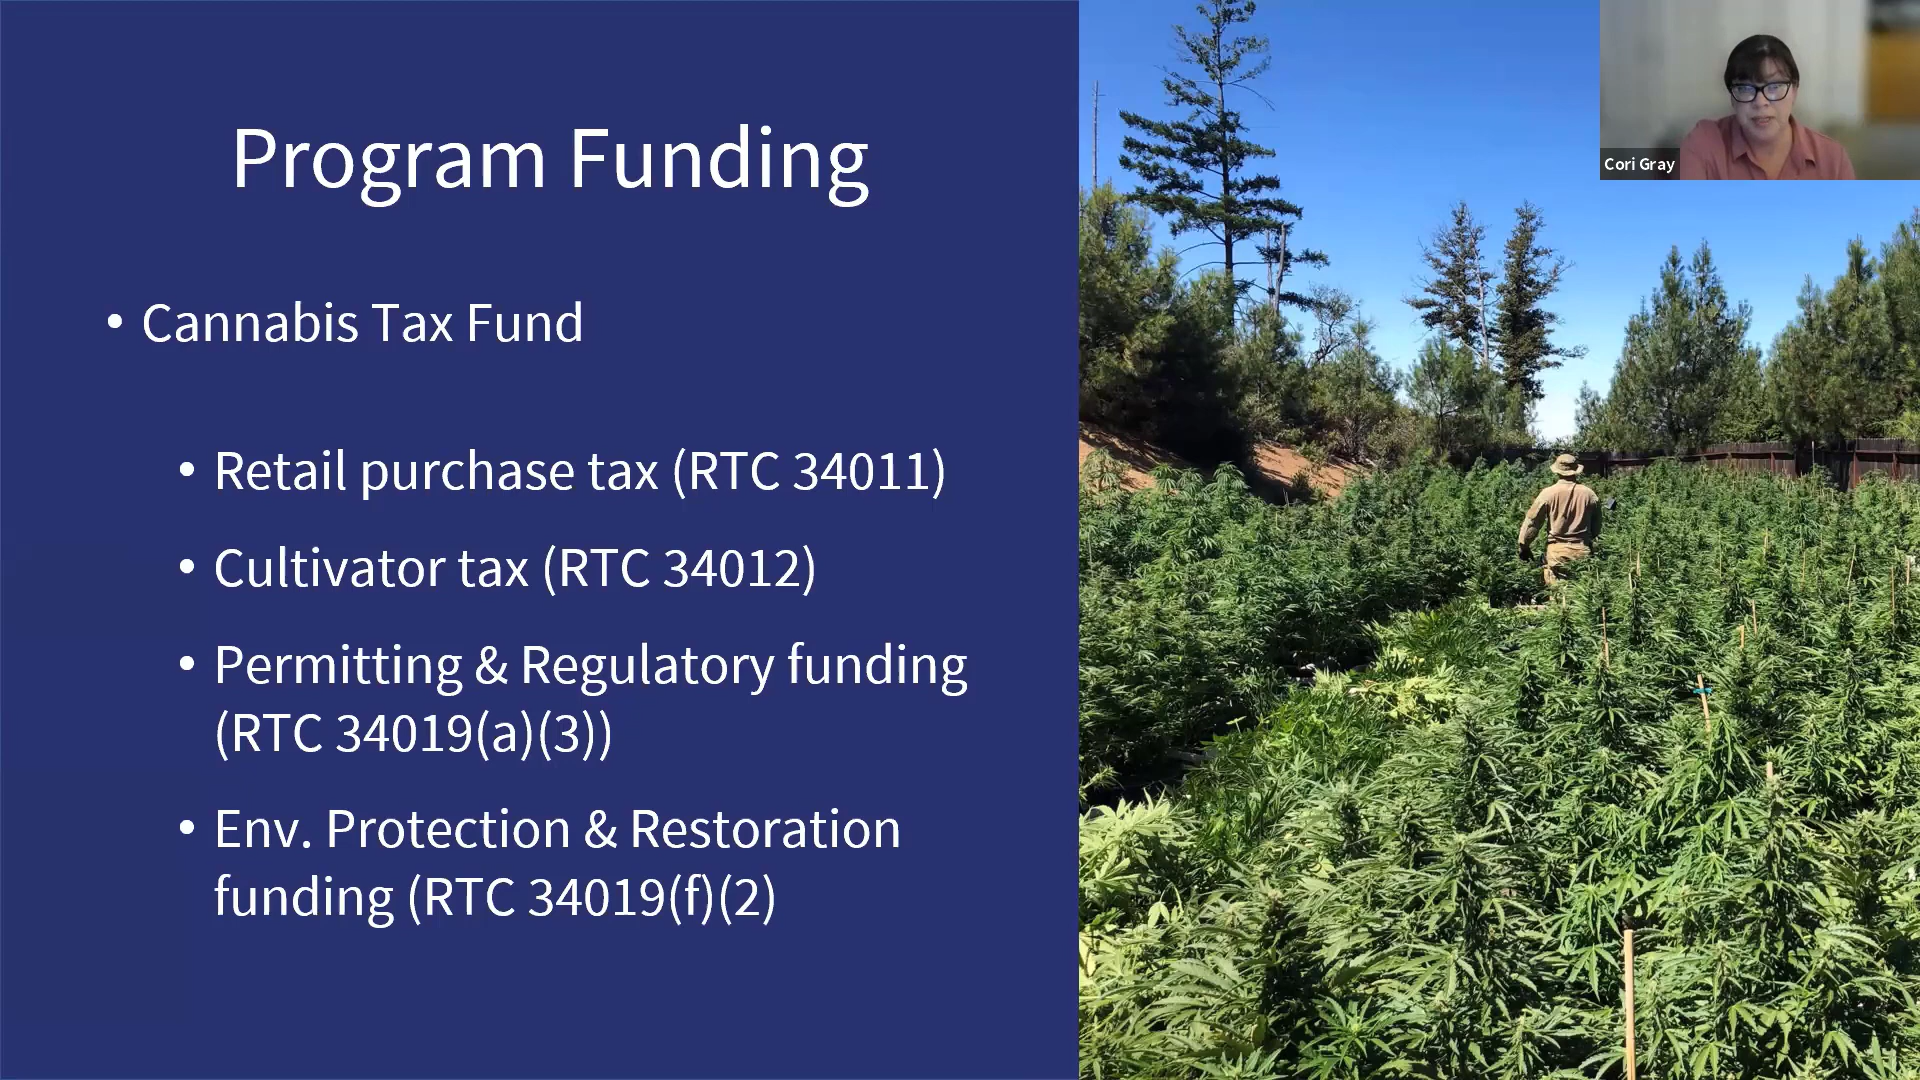 Program Funding
• Cannabis Tax Fund
• Retail purchase tax (RTC 34011)
• Cultivator tax (RTC 34012)
• Permitting & Regulatory funding
(RTC 34019(a)(3))
• Env. Protection & Restoration
funding (RTC 34019(f)(2)
Cori Gray